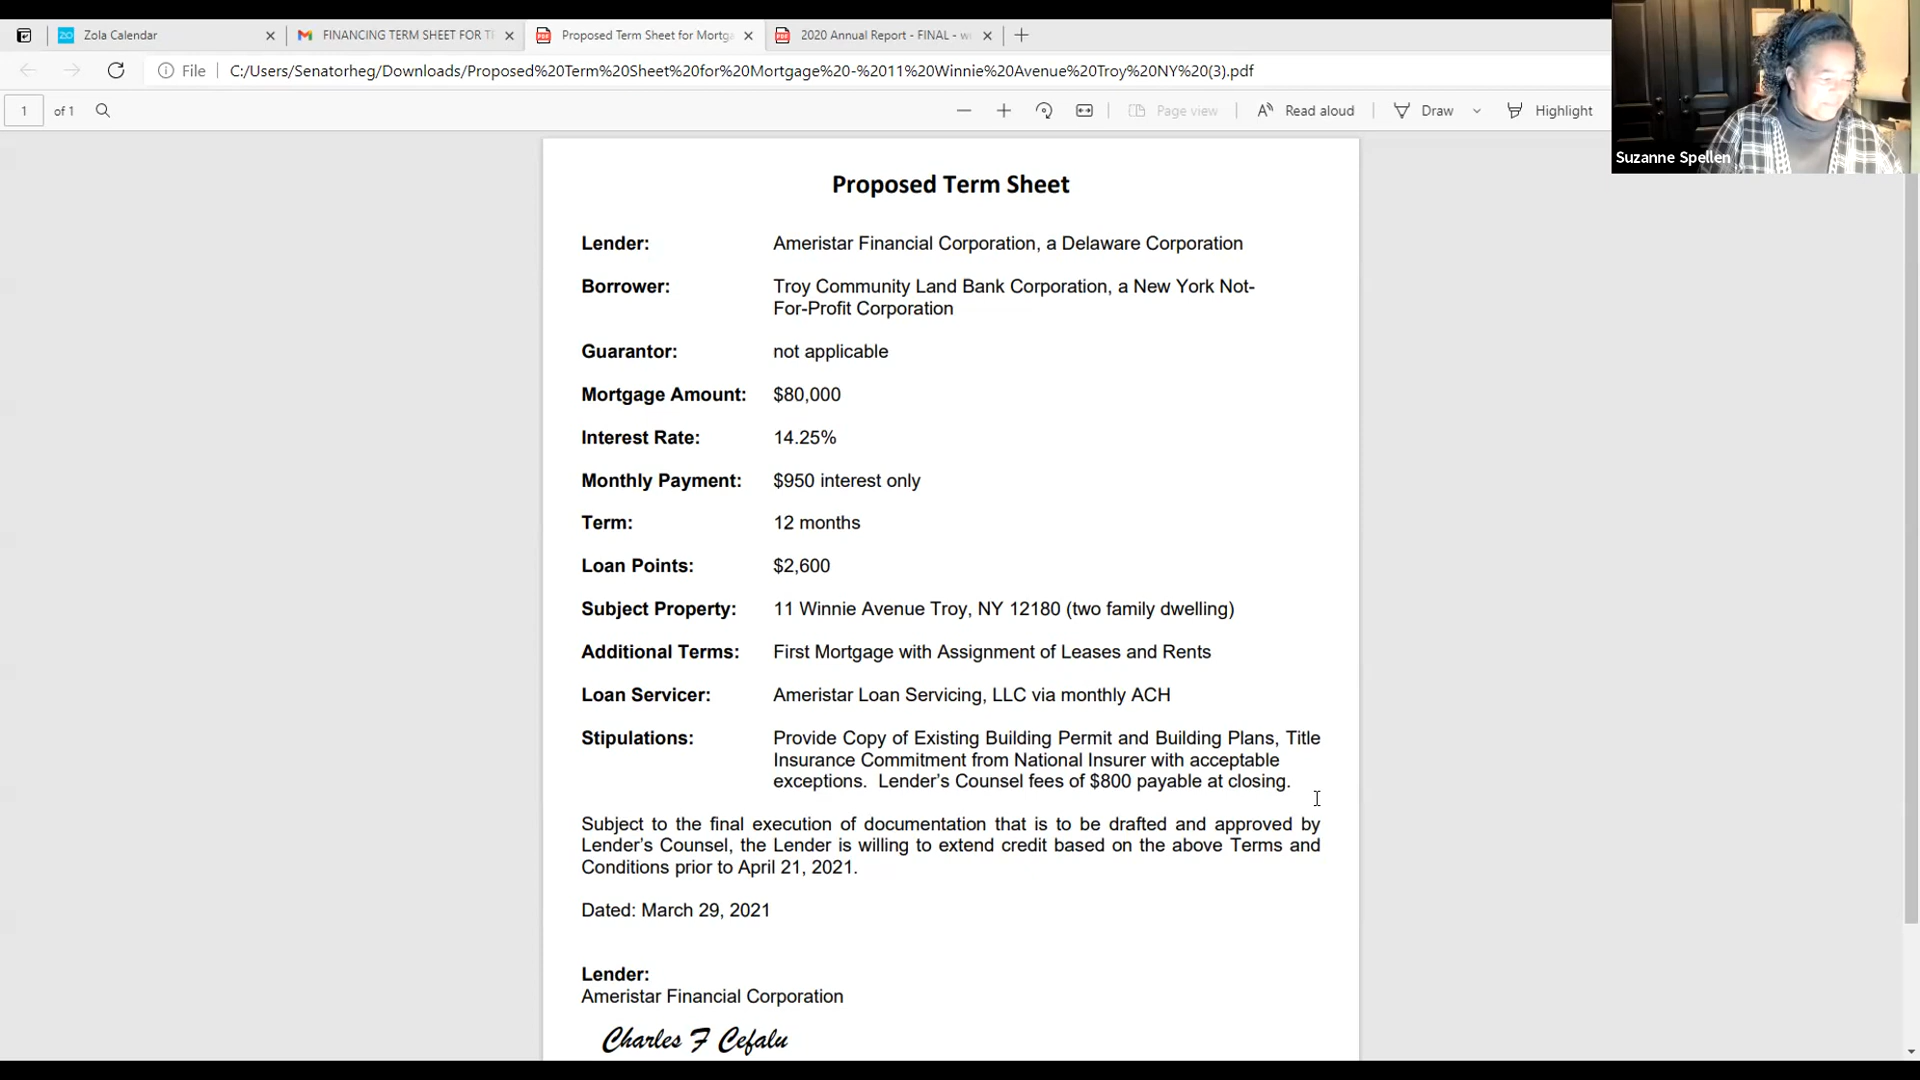 Zola Calendar
FINANCING TERM SHEET FOR T
Proposed Term Sheet for Mortga
2020 Annual Report - FINAL - w
File
C:/Users/Senatorheg/Downloads/Proposed%20Term%20Sheet%20for%20Mortgage%20-%2011%20Winnie%20Avenue%20Troy%20NY%20(3).pdf
1 of 1
Page view
Read aloud
Draw
Highlight
Suzanne Spellen
Proposed Term Sheet
Lender: Ameristar Financial Corporation, a Delaware Corporation
Borrower: Troy Community Land Bank Corporation, a New York Not-
For-Profit Corporation
Guarantor: not applicable
Mortgage Amount: $80,000
Interest Rate: 14.25%
Monthly Payment: $950 interest only
Term: 12 months
Loan Points: $2,600
Subject Property: 11 Winnie Avenue Troy, NY 12180 (two family dwelling)
Additional Terms: First Mortgage with Assignment of Leases and Rents
Loan Servicer: Ameristar Loan Servicing, LLC via monthly ACH
Stipulations: Provide Copy of Existing Building Permit and Building Plans, Title
Insurance Commitment from National Insurer with acceptable
exceptions. Lender's Counsel fees of $800 payable at closing.
Subject to the final execution of documentation that is to be drafted and approved by
Lender's Counsel, the Lender is willing to extend credit based on the above Terms and
Conditions prior to April 21, 2021.
Dated: March 29, 2021
Lender:
Ameristar Financial Corporation
Charles F Cefalu